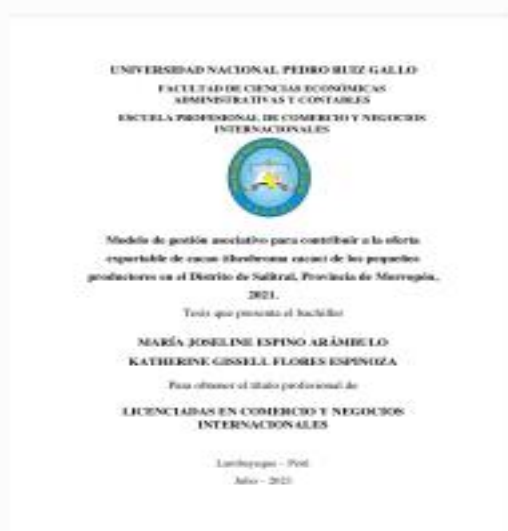 UNIVERSIDAD NACIONAL PEDRO RUIZ GALLO
FACULTAD DE CIENCIAS ECONÓMICAS
ADMINISTRATIVAS Y CONTABLES
ESCUELA PROFESIONAL DE COMERCIO Y NEGOCIOS
INTERNACIONALES
Modelo de gestión asociativo para contribuir a la oferta
exportable de cacao (theobroma cacao) de los pequeños
productores en el Distrito de Salitral, Provincia de Morropón,
2021.
Tesis que presenta el bachiller
MARÍA JOSELINE ESPINO ARÁMBULO
KATHERINE GISSELL FLORES ESPINOZA
Para obtener el título profesional de
LICENCIADAS EN COMERCIO Y NEGOCIOS
INTERNACIONALES
Lambayeque – Perú
Julio – 2023